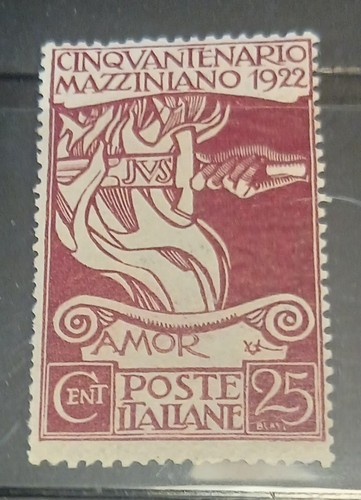 CINQVANTENARIO
MAZZINIANO 1922
JVS
AMOR
CENT
POSTE
ITALIANE
25